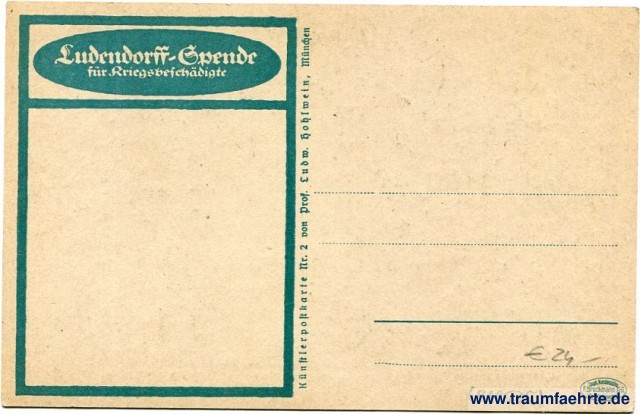 Ludendorff-Spende
für Kriegsbeschädigte
Künstlerpostkarte Nr. 2 von Prof. Ludw. Hohlwein, München
€ 24,-
www.traumfaehrte.de